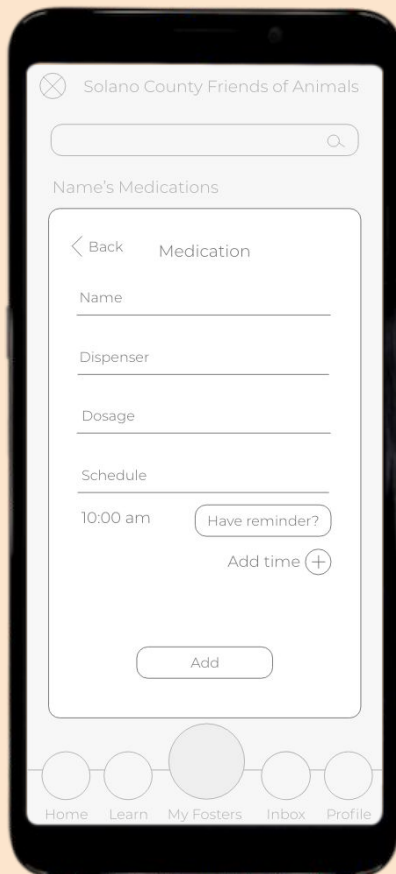 Solano County Friends of Animals
Name's Medications
Back
Medication
Name
Dispenser
Dosage
Schedule
10:00 am
Have reminder?
Add time
Add
Home
Learn
My Fosters
Inbox
Profile